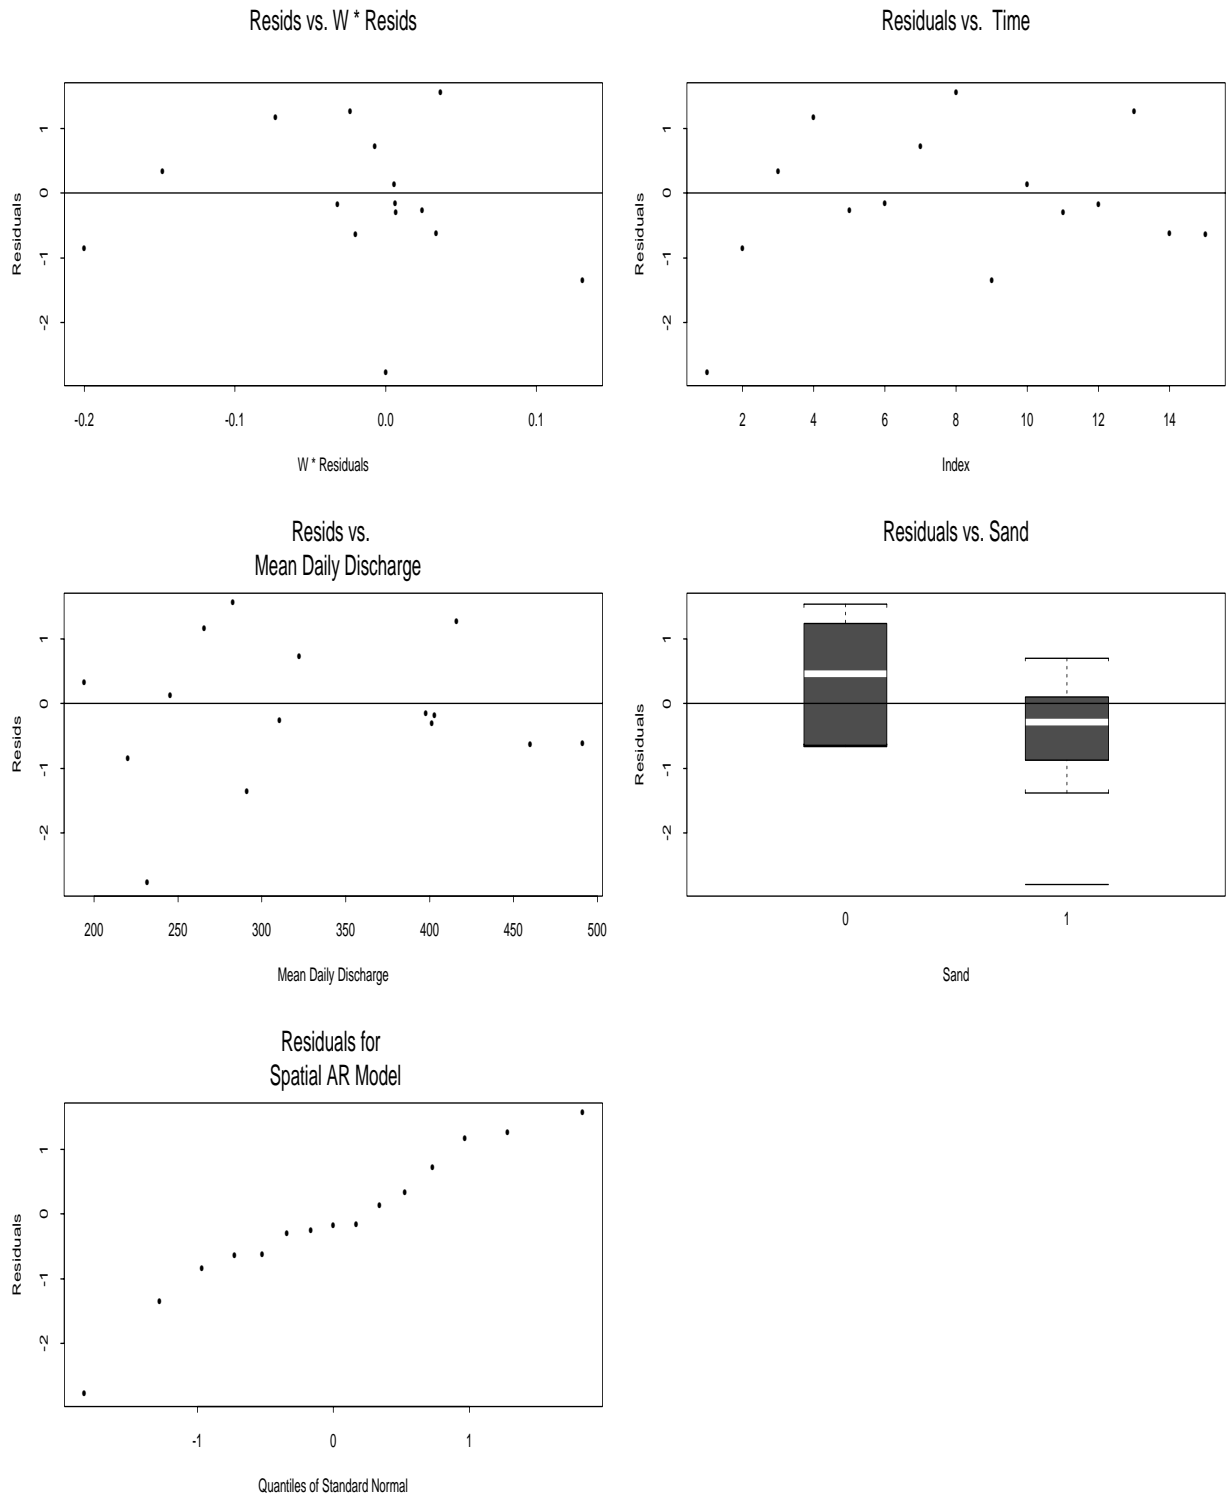 Resids vs. W * Resids
Residuals
1
0
-1
-2
-0.2
-0.1
0.0
0.1
W * Residuals
Residuals vs. Time
Residuals
1
0
-1
-2
2
4
6
8
10
12
14
Index
Resids vs.
Mean Daily Discharge
Resids
1
0
-1
-2
200
250
300
350
400
450
500
Mean Daily Discharge
Residuals vs. Sand
Residuals
1
0
-1
-2
0
1
Sand
Residuals for
Spatial AR Model
Residuals
1
0
-1
-2
-1
0
1
Quantiles of Standard Normal